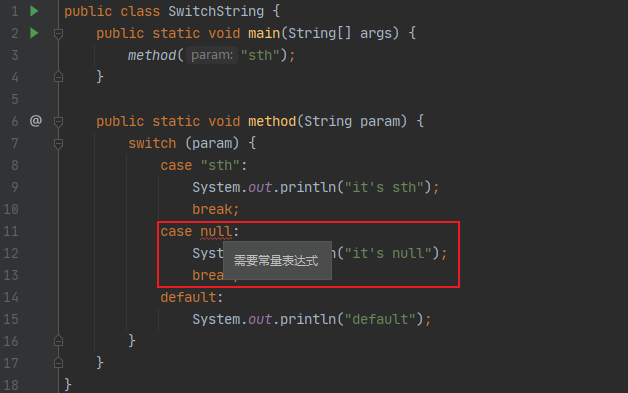 1 public class SwitchString {
2 public static void main(String[] args) {
3 method( param: "sth");
4 }
5
6 @ public static void method(String param) {
7 switch (param) {
8 case "sth":
9 System.out.println("it's sth");
10 break;
11 case null:
12 Syst ("it's null");
需要常量表达式
13 break;
14 default:
15 System.out.println("default");
16 }
17 }
18 }